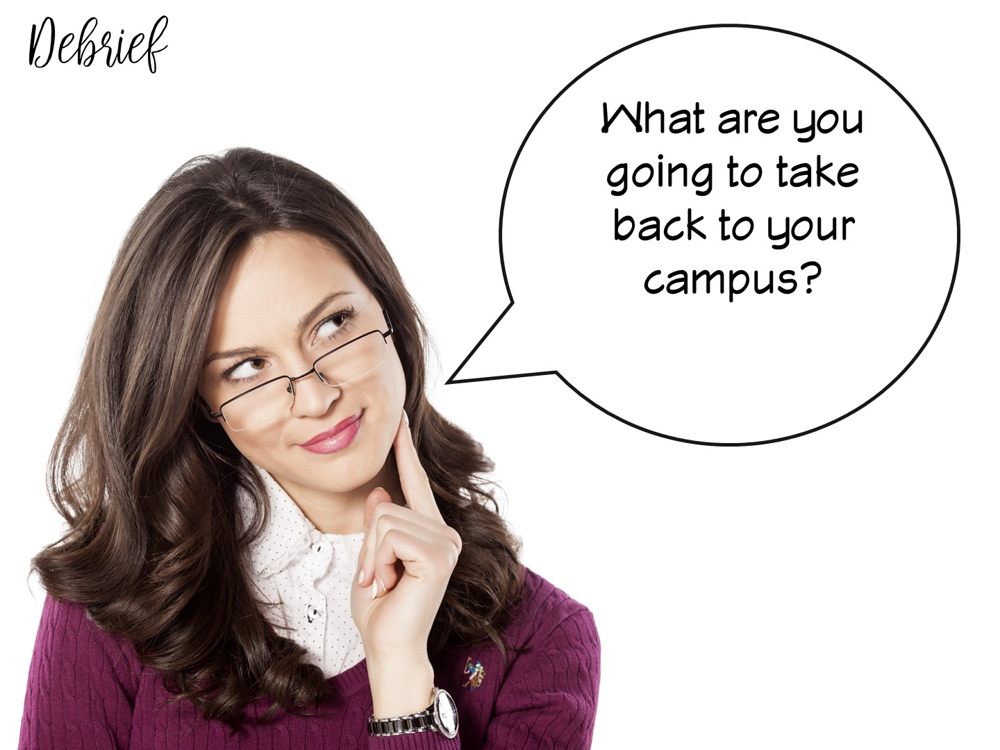 Debrief
What are you
going to take
back to your
campus?